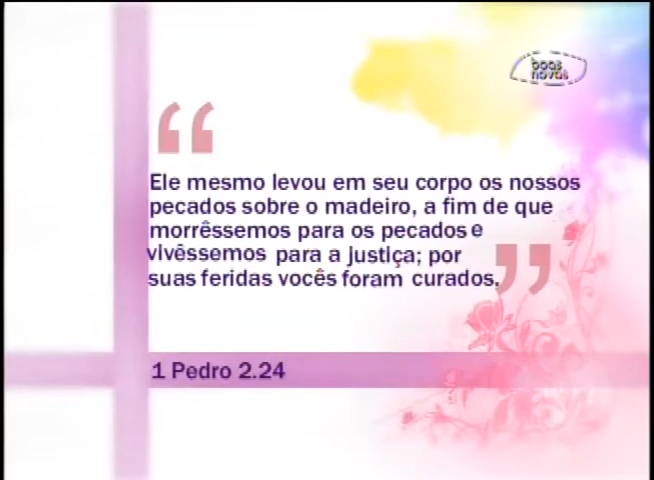 boas
novas
“
Ele mesmo levou em seu corpo os nossos
pecados sobre o madeiro, a fim de que
morrêssemos para os pecados e
vivêssemos para a justiça; por
suas feridas vocês foram curados.”
1 Pedro 2.24